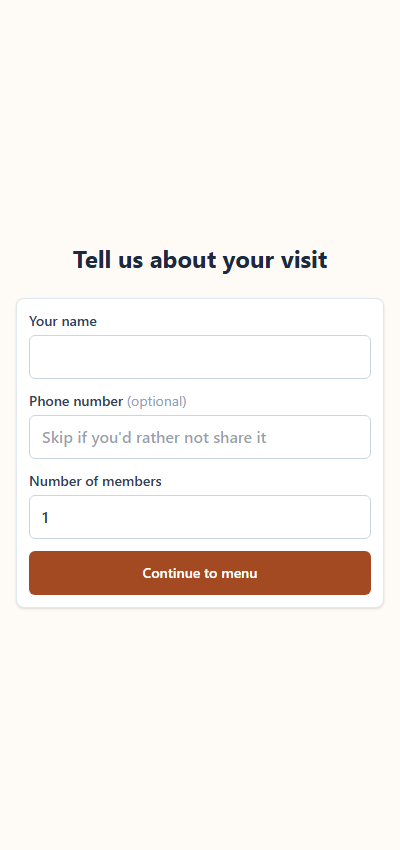 Tell us about your visit
Your name
Phone number (optional)
Skip if you'd rather not share it
Number of members
1
Continue to menu